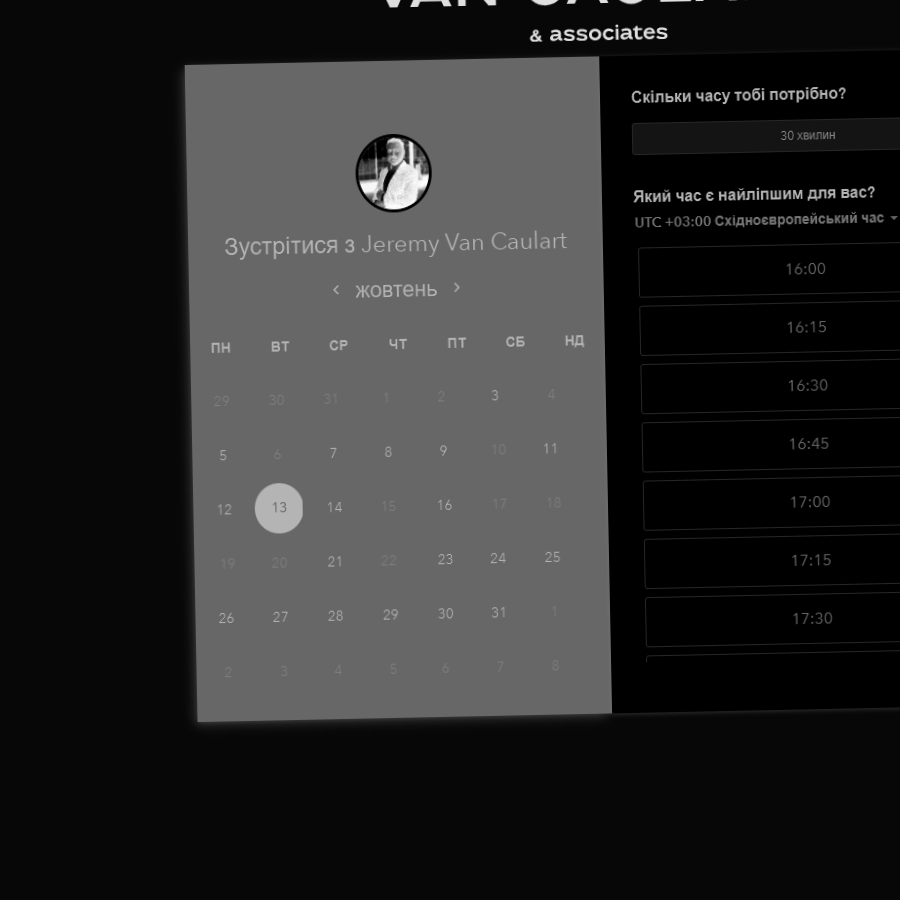 & associates
Скільки часу тобі потрібно?
30 хвилин
Зустрітися з Jeremy Van Caulart
жовтень
ПН ВТ СР ЧТ ПТ СБ НД
29 30 31 1 2 3 4
5 6 7 8 9 10 11
12 13 14 15 16 17 18
19 20 21 22 23 24 25
26 27 28 29 30 31 1
2 3 4 5 6 7 8
Який час є найліпшим для вас?
UTC +03:00 Східноєвропейський час
16:00
16:15
16:30
16:45
17:00
17:15
17:30